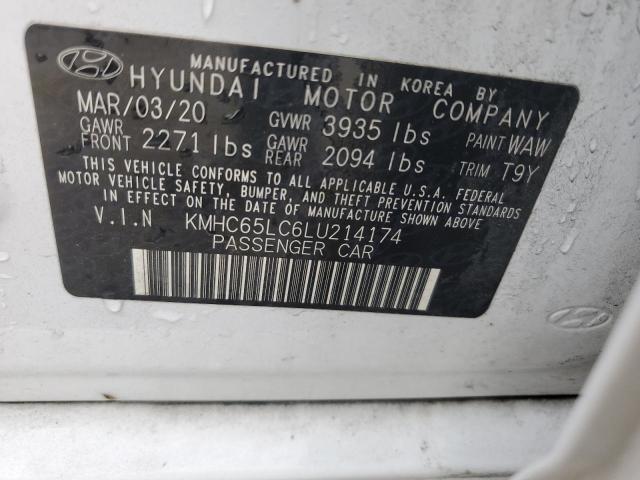 MANUFACTURED IN KOREA BY
HYUNDAI MOTOR COMPANY
MAR/03/20 GVWR 3935 lbs PAINT WAW
GAWR FRONT 2271 lbs GAWR REAR 2094 lbs TRIM T9Y
THIS VEHICLE CONFORMS TO ALL APPLICABLE U.S.A. FEDERAL
MOTOR VEHICLE SAFETY, BUMPER, AND THEFT PREVENTION STANDARDS
IN EFFECT ON THE DATE OF MANUFACTURE SHOWN ABOVE
V.I.N KMHC65LC6LU214174
PASSENGER CAR